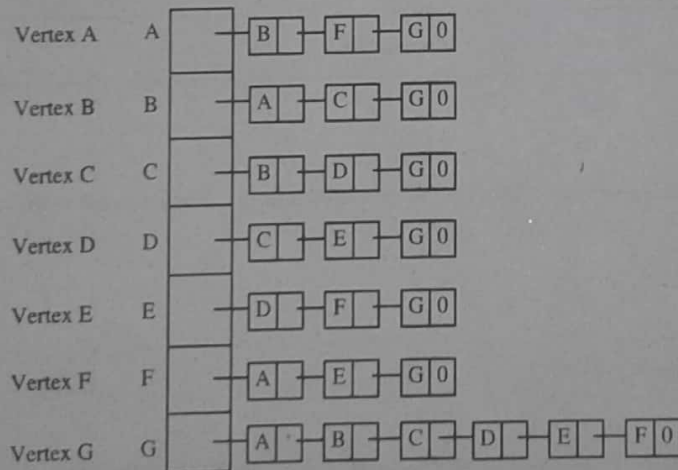 Vertex A A B F G 0
Vertex B B A C G 0
Vertex C C B D G 0
Vertex D D C E G 0
Vertex E E D F G 0
Vertex F F A E G 0
Vertex G G A B C D E F 0